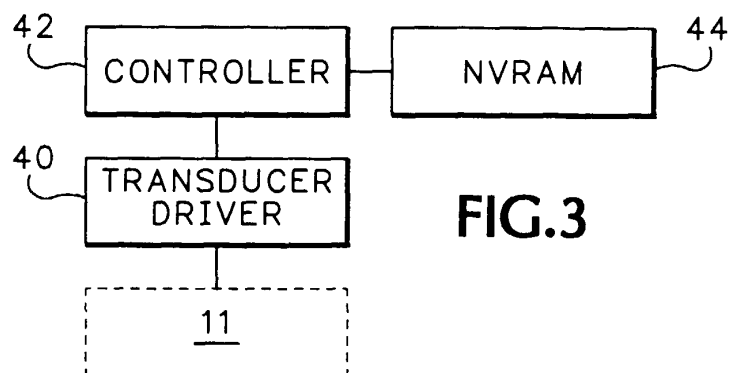 42
CONTROLLER
NVRAM
44
40
TRANSDUCER
DRIVER
FIG.3
11